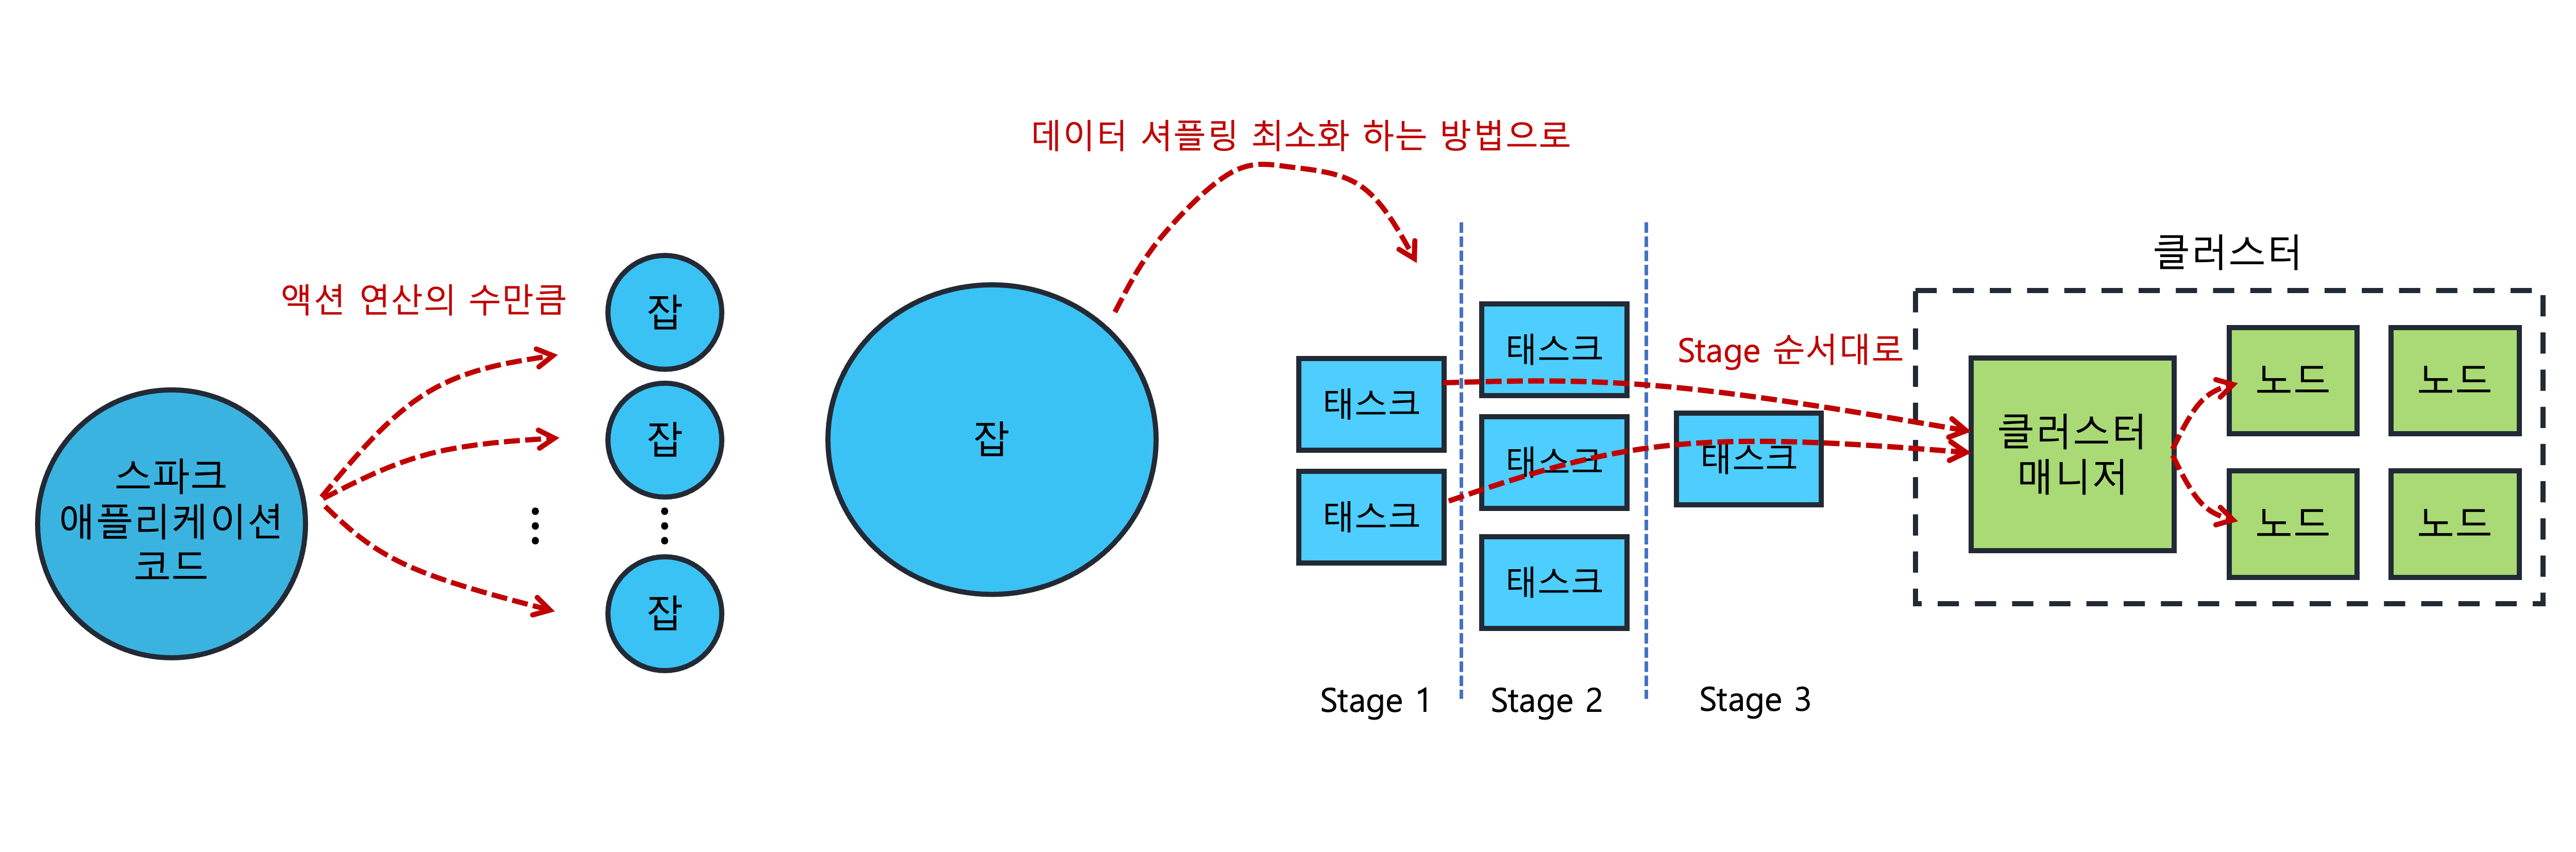 스파크
애플리케이션
코드
액션 연산의 수만큼
잡
잡
잡
잡
데이터 셔플링 최소화 하는 방법으로
태스크
태스크
Stage 1
태스크
태스크
태스크
Stage 2
태스크
Stage 3
Stage 순서대로
클러스터
클러스터
매니저
노드
노드
노드
노드